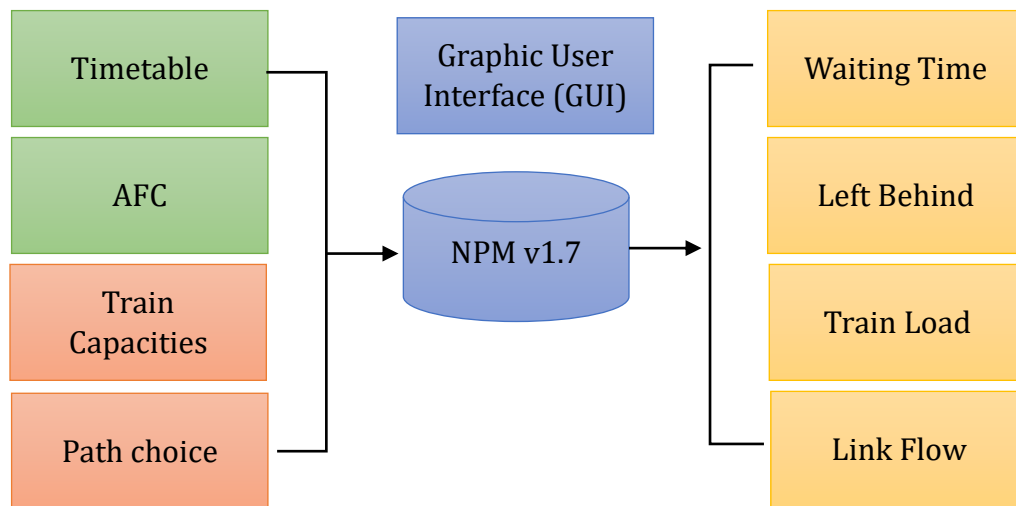 Timetable
AFC
Train
Capacities
Path choice
Graphic User
Interface (GUI)
NPM v1.7
Waiting Time
Left Behind
Train Load
Link Flow